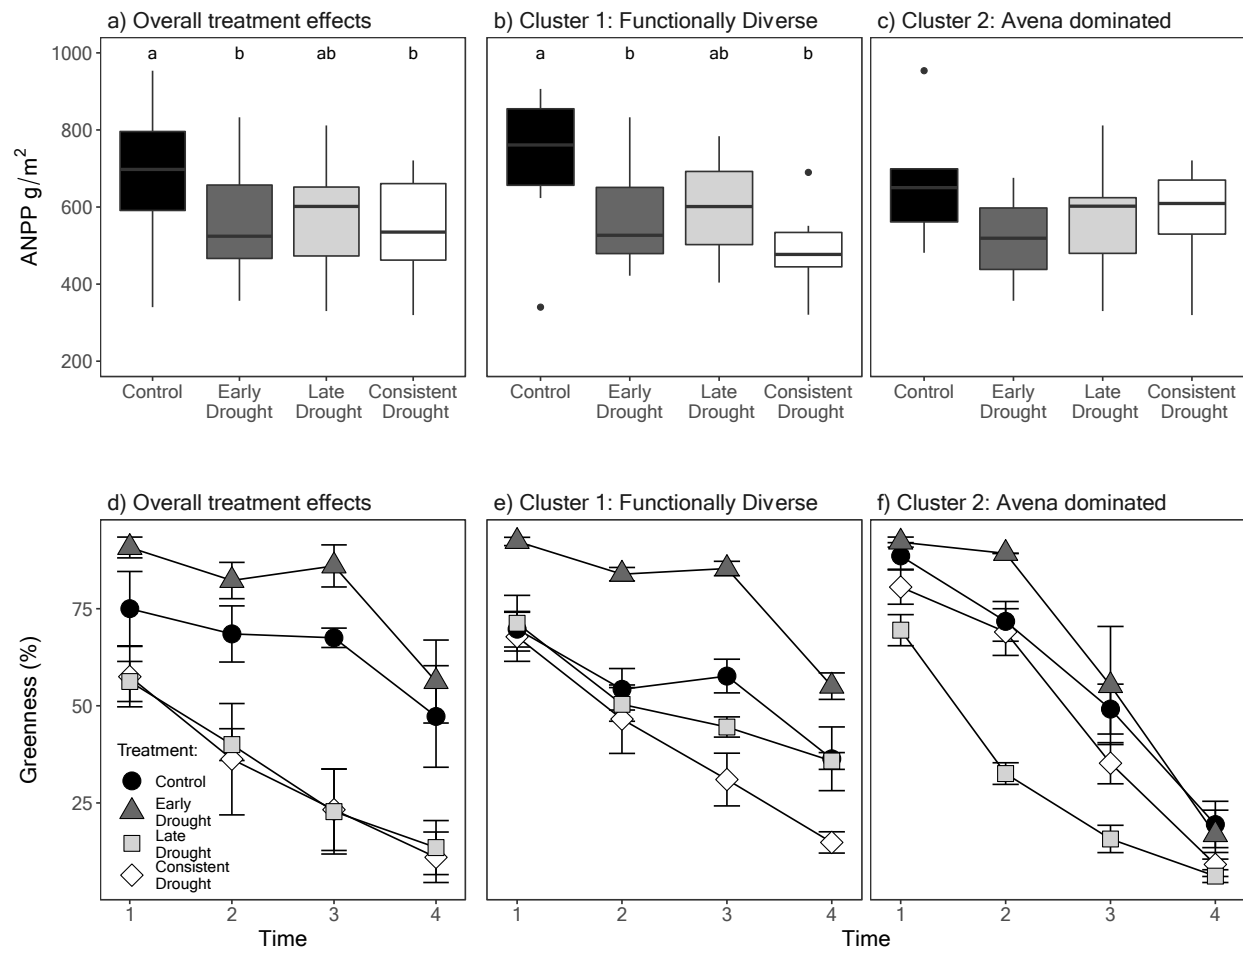 a) Overall treatment effects
b) Cluster 1: Functionally Diverse
c) Cluster 2: Avena dominated
1000
800
600
400
200
ANPP g/m²
a b ab b
a b ab b
Control
Early
Drought
Late
Drought
Consistent
Drought
Control
Early
Drought
Late
Drought
Consistent
Drought
Control
Early
Drought
Late
Drought
Consistent
Drought
d) Overall treatment effects
e) Cluster 1: Functionally Diverse
f) Cluster 2: Avena dominated
75
50
25
Greenness (%)
Treatment:
Control
Early
Drought
Late
Drought
Consistent
Drought
1 2 3 4
1 2 3 4
1 2 3 4
Time
Time